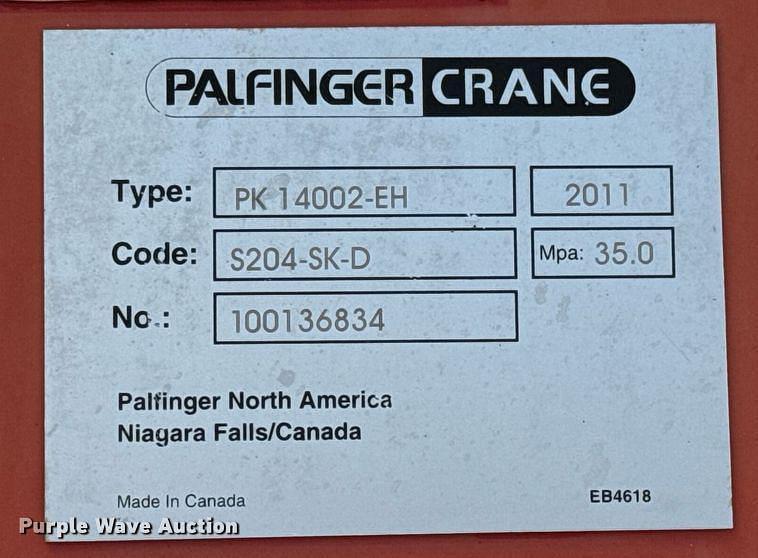 PALFINGER CRANE
Type: PK 14002-EH 2011
Code: S204-SK-D Mpa: 35.0
No.: 100136834
Palfinger North America
Niagara Falls/Canada
Made In Canada EB4618
Purple Wave Auction